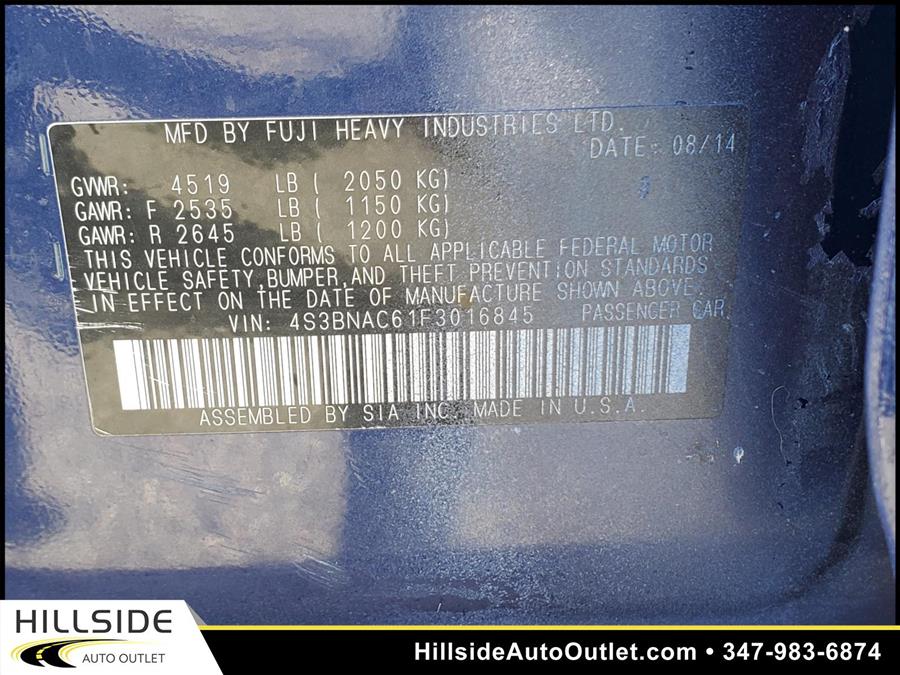 MFD BY FUJI HEAVY INDUSTRIES LTD.
DATE: 08/14
GVWR: 4519 LB ( 2050 KG)
GAWR: F 2535 LB ( 1150 KG)
GAWR: R 2645 LB ( 1200 KG)
THIS VEHICLE CONFORMS TO ALL APPLICABLE FEDERAL MOTOR
VEHICLE SAFETY,BUMPER,AND THEFT PREVENTION STANDARDS
IN EFFECT ON THE DATE OF MANUFACTURE SHOWN ABOVE.
VIN: 4S3BNAC61F3016845 PASSENGER CAR
ASSEMBLED BY SIA INC. MADE IN U.S.A.
HILLSIDE
AUTO OUTLET
HillsideAutoOutlet.com • 347-983-6874